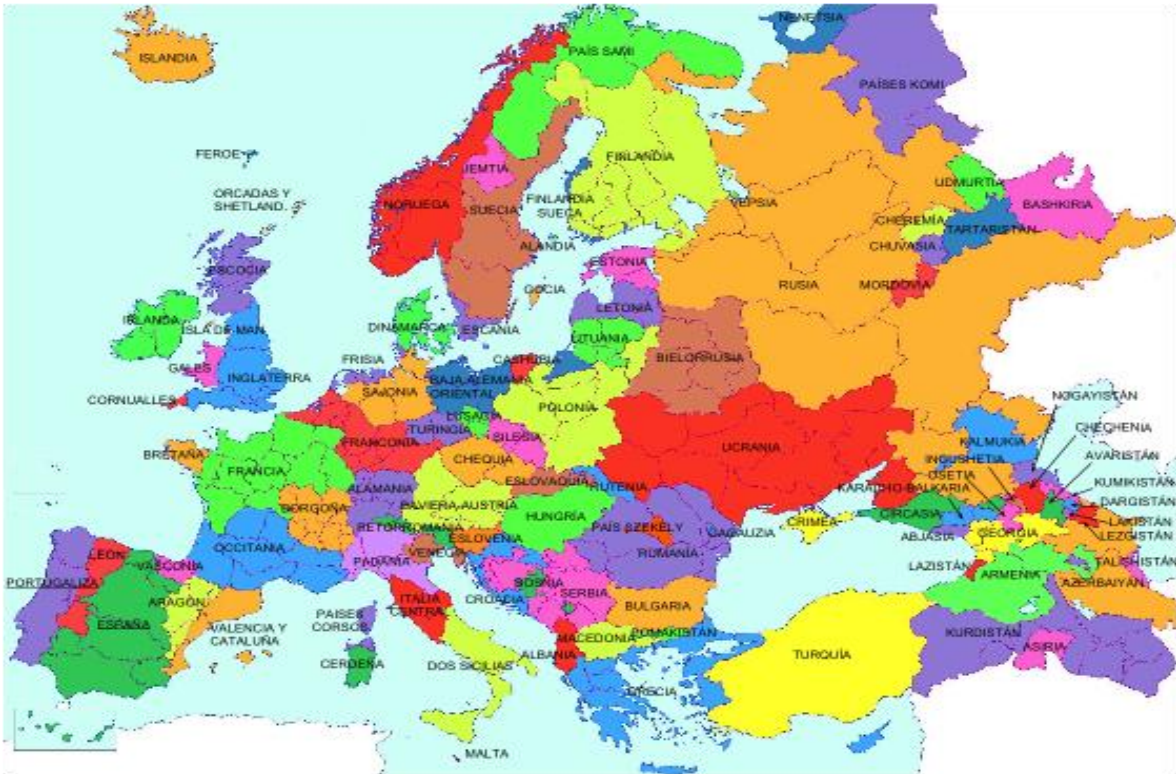 NENETSIA
ISLANDIA
PAÍS SAMI
PAÍSES KOMI
FEROE
JEMTIA
FINLANDIA
UDMURTIA
ORCADAS Y
SHETLAND.
NORUEGA
SUECIA
FINLANDIA
SUECA
VEPSIA
CHEREMÍA
BASHKIRIA
TARTARISTÁN
CHUVASIA
ALANDIA
ESCOCIA
ESTONIA
RUSIA
MORDOVIA
GOCIA
LETONIA
IRLANDA
ISLA DE MAN
DINAMARCA
ESCANIA
LITUANIA
FRISIA
CASHUBIA
BIELORRUSIA
GALES
INGLATERRA
SAJONIA
BAJA ALEMANIA
ORIENTAL
POLONIA
CORNUALLES
LUSACIA
TURINGIA
NOGAYISTÁN
FRANCONIA
SILESIA
UCRANIA
KALMUKIA
CHECHENIA
BRETAÑA
CHEQUIA
INGUSHETIA
AVARISTÁN
FRANCIA
OSETIA
ESLOVAQUIA
RUTENIA
KARACHO-BALKARIA
KUMIKISTÁN
ALAMANIA
BAVIERA-AUSTRIA
DARGISTÁN
BORGOÑA
HUNGRÍA
CIRCASIA
LAKISTÁN
RETORROMANIA
PAÍS SZEKELY
GAGAUZIA
CRIMEA
ABJASIA
GEORGIA
LEZGISTÁN
ESLOVENIA
OCCITANIA
PADANIA
VENECIA
RUMANÍA
LEÓN
VASCONIA
LAZISTÁN
TALISHISTÁN
ARMENIA
AZERBAIYÁN
PORTUGALIZA
BOSNIA
CROACIA
SERBIA
ARAGÓN
ITALIA
CENTRAL
BULGARIA
ESPAÑA
PAISES
CORSOS
VALENCIA Y
CATALUÑA
MACEDONIA
POMAKISTÁN
KURDISTÁN
ASIRIA
ALBANIA
TURQUÍA
CERDEÑA
DOS SICILIAS
GRECIA
MALTA